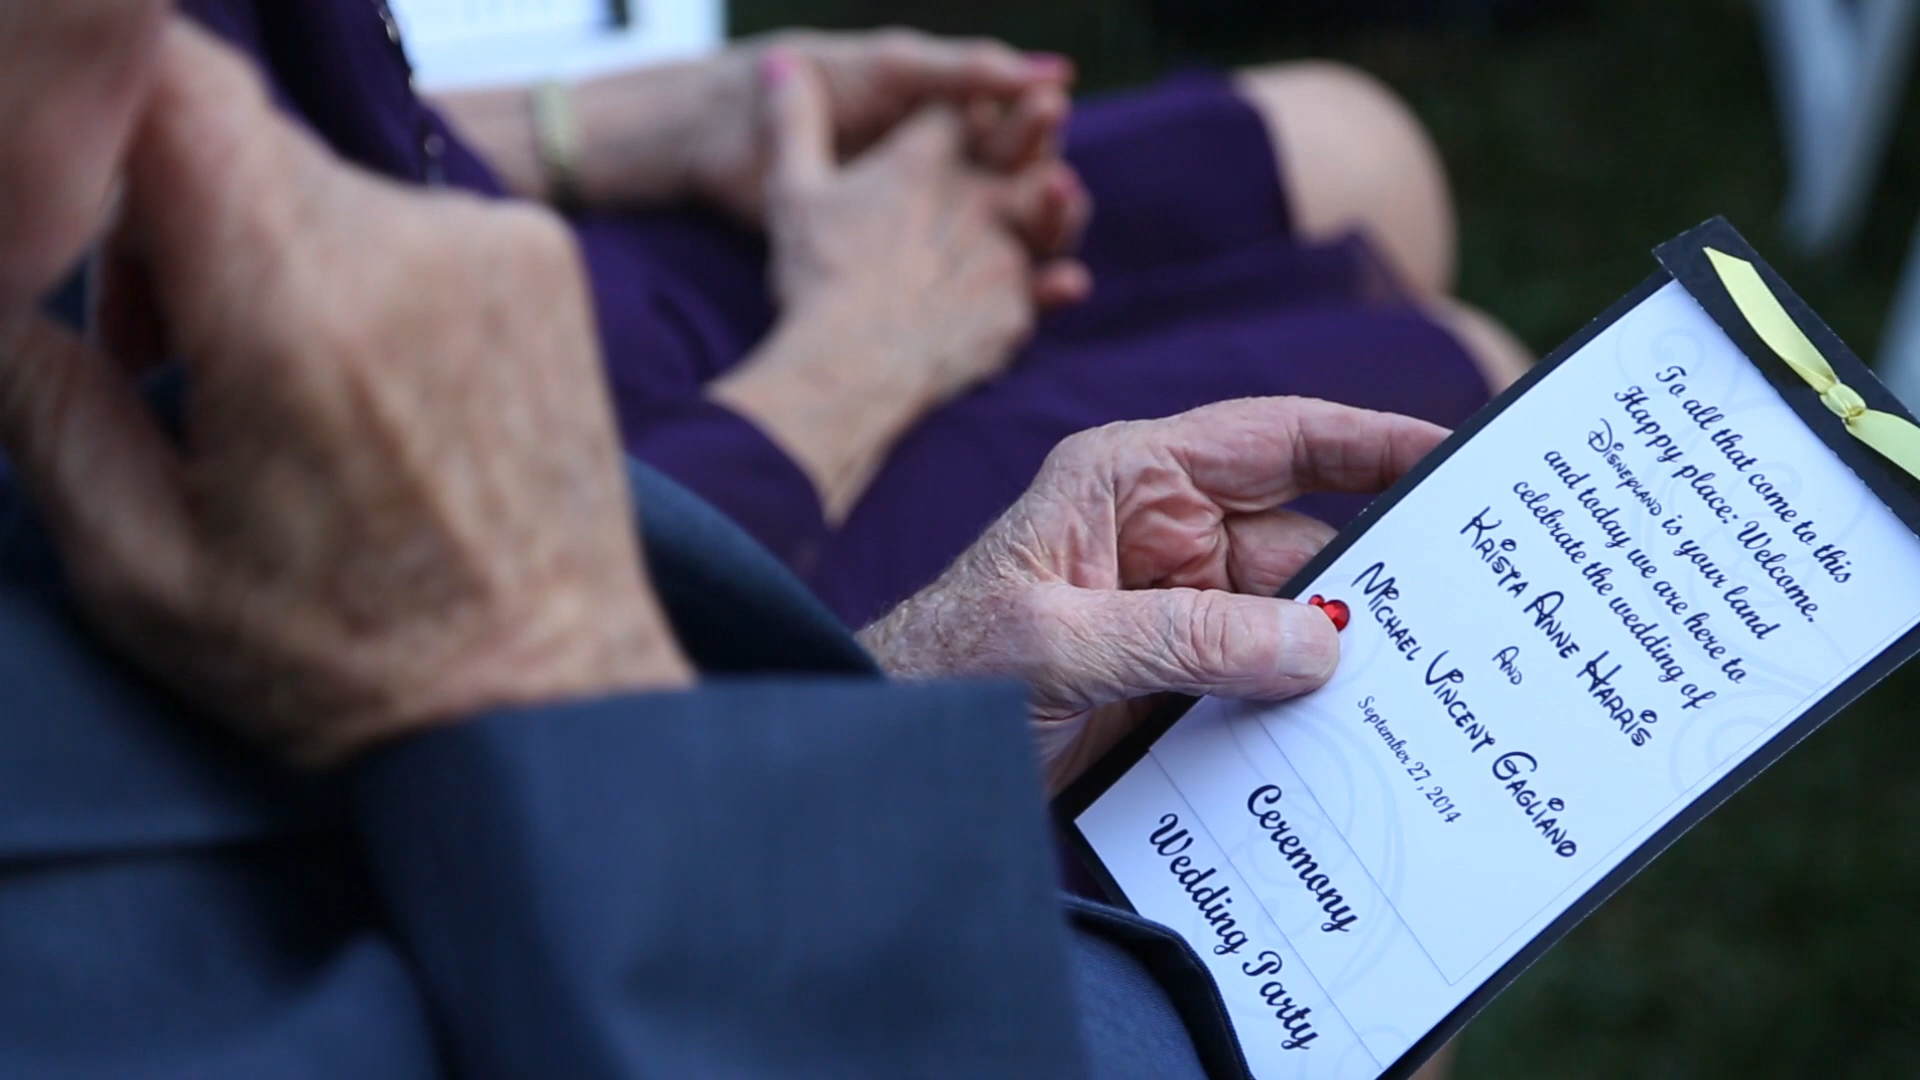 To all that come to this
Happy place: Welcome.
Disneyland is your land
and today we are here to
celebrate the wedding of
Krista Anne Harris
And
Michael Vincent Gagliano
September 27, 2014
Ceremony
Wedding Party